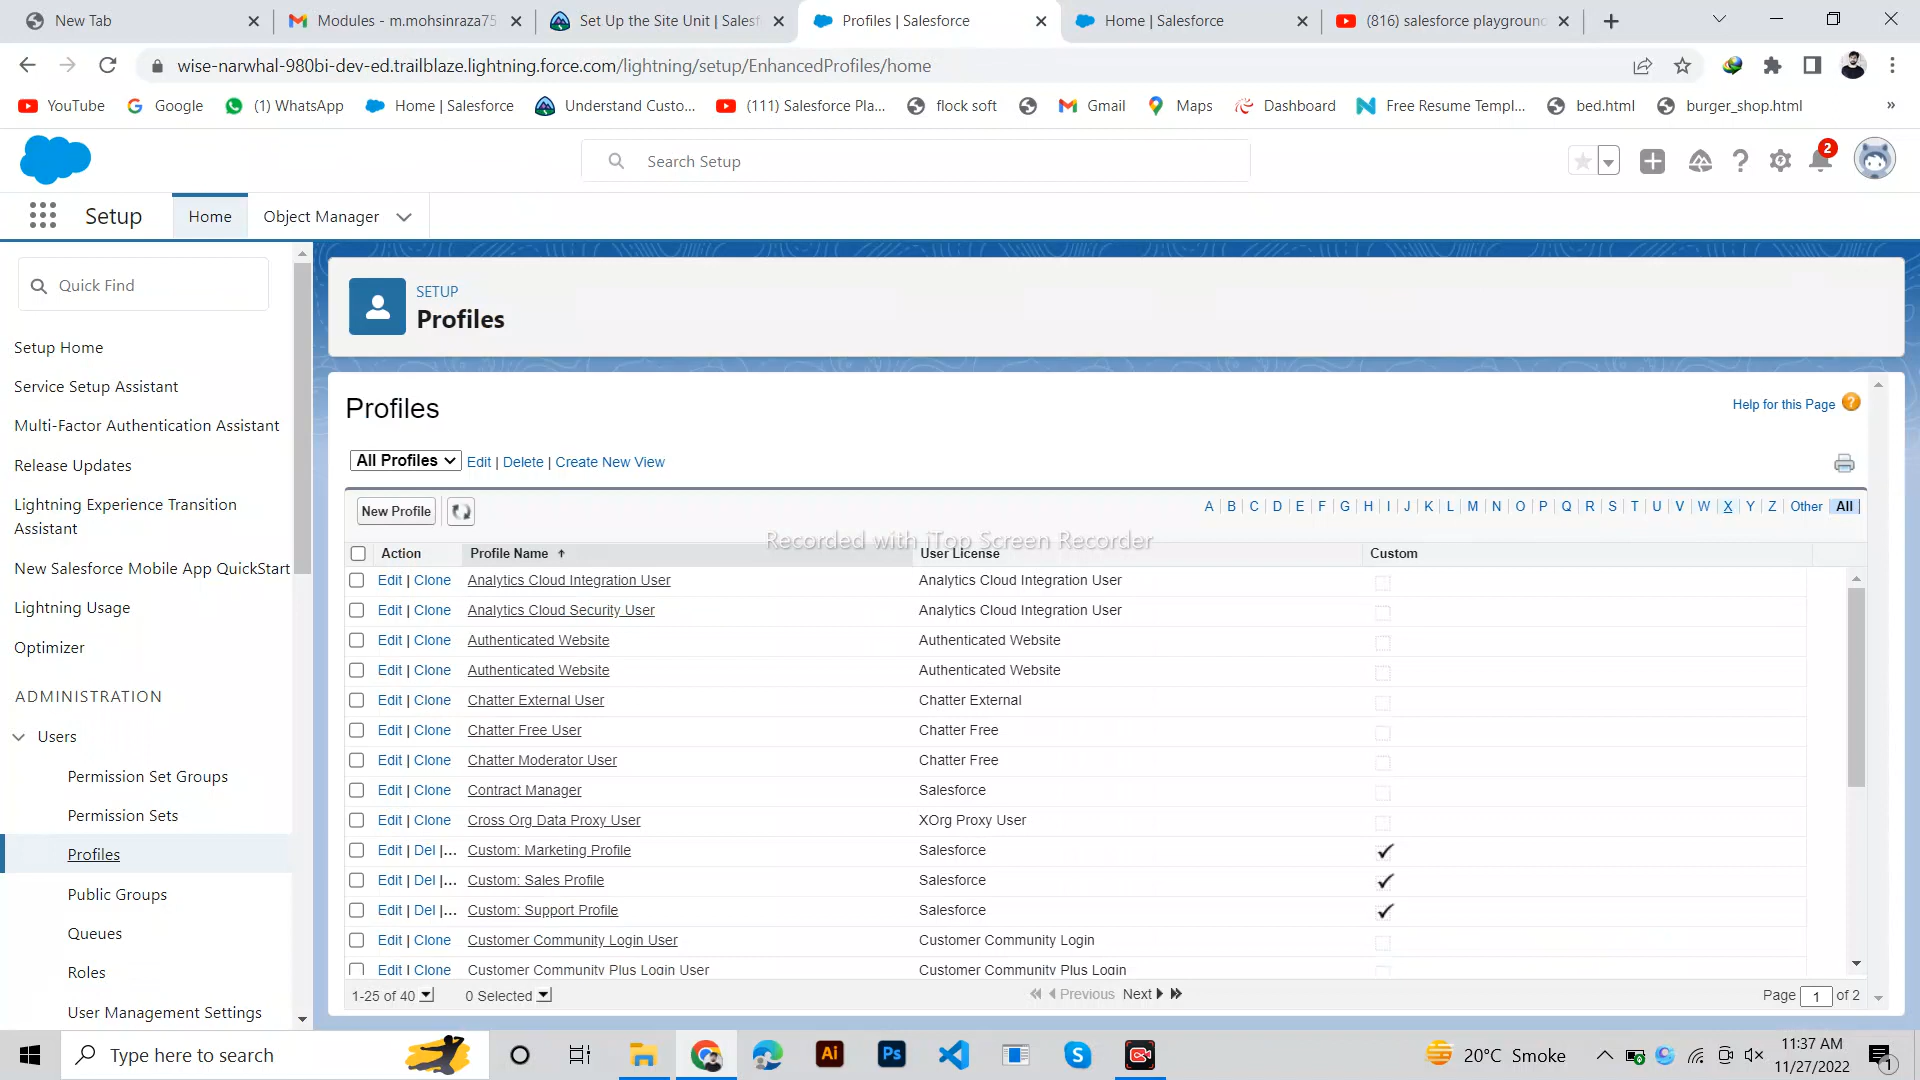 New Tab
Modules - m.mohsinraza75
Set Up the Site Unit | Salesf
Profiles | Salesforce
Home | Salesforce
(816) salesforce playground
wise-narwhal-980bi-dev-ed.trailblaze.lightning.force.com/lightning/setup/EnhancedProfiles/home
YouTube
Google
(1) WhatsApp
Home | Salesforce
Understand Custo...
(111) Salesforce Pla...
flock soft
Gmail
Maps
Dashboard
Free Resume Templ...
bed.html
burger_shop.html
»
Search Setup
2
Setup
Home
Object Manager
Quick Find
Setup Home
Service Setup Assistant
Multi-Factor Authentication Assistant
Release Updates
Lightning Experience Transition
Assistant
New Salesforce Mobile App QuickStart
Lightning Usage
Optimizer
ADMINISTRATION
Users
Permission Set Groups
Permission Sets
Profiles
Public Groups
Queues
Roles
User Management Settings
SETUP
Profiles
Profiles
Help for this Page ?
All Profiles Edit | Delete | Create New View
New Profile
A | B | C | D | E | F | G | H | I | J | K | L | M | N | O | P | Q | R | S | T | U | V | W | X | Y | Z | Other | All
Recorded with iTop Screen Recorder
Action Profile Name ↑ User License Custom
Edit | Clone Analytics Cloud Integration User Analytics Cloud Integration User
Edit | Clone Analytics Cloud Security User Analytics Cloud Integration User
Edit | Clone Authenticated Website Authenticated Website
Edit | Clone Authenticated Website Authenticated Website
Edit | Clone Chatter External User Chatter External
Edit | Clone Chatter Free User Chatter Free
Edit | Clone Chatter Moderator User Chatter Free
Edit | Clone Contract Manager Salesforce
Edit | Clone Cross Org Data Proxy User XOrg Proxy User
Edit | Del |... Custom: Marketing Profile Salesforce
Edit | Del |... Custom: Sales Profile Salesforce
Edit | Del |... Custom: Support Profile Salesforce
Edit | Clone Customer Community Login User Customer Community Login
Edit | Clone Customer Community Plus Login User Customer Community Plus Login
1-25 of 40 0 Selected Previous Next Page 1 of 2
Type here to search
Ai
Ps
20°C Smoke
11:37 AM
11/27/2022
1